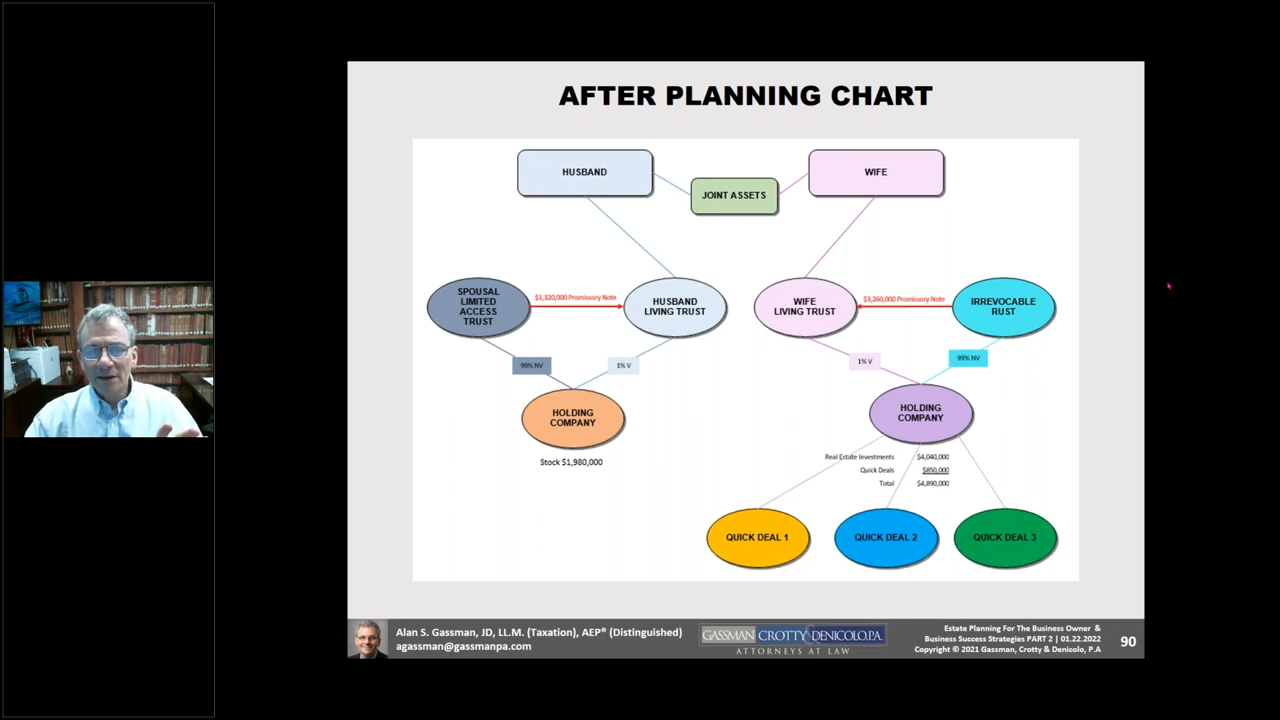 AFTER PLANNING CHART
HUSBAND
WIFE
JOINT ASSETS
SPOUSAL
LIMITED
ACCESS
TRUST
$1,320,000 Promissory Note
HUSBAND
LIVING TRUST
WIFE
LIVING TRUST
$3,260,000 Promissory Note
IRREVOCABLE
RUST
99% NV
1% V
1% V
99% NV
HOLDING
COMPANY
HOLDING
COMPANY
Stock $1,980,000
Real Estate Investments $4,040,000
Quick Deals $850,000
Total $4,890,000
QUICK DEAL 1
QUICK DEAL 2
QUICK DEAL 3
Alan S. Gassman, JD, LL.M. (Taxation), AEP® (Distinguished)
agassman@gassmanpa.com
GASSMAN CROTTY DENICOLO, P.A.
ATTORNEYS AT LAW
Estate Planning For The Business Owner &
Business Success Strategies PART 2 | 01.22.2022
Copyright © 2021 Gassman, Crotty & Denicolo, P.A
90